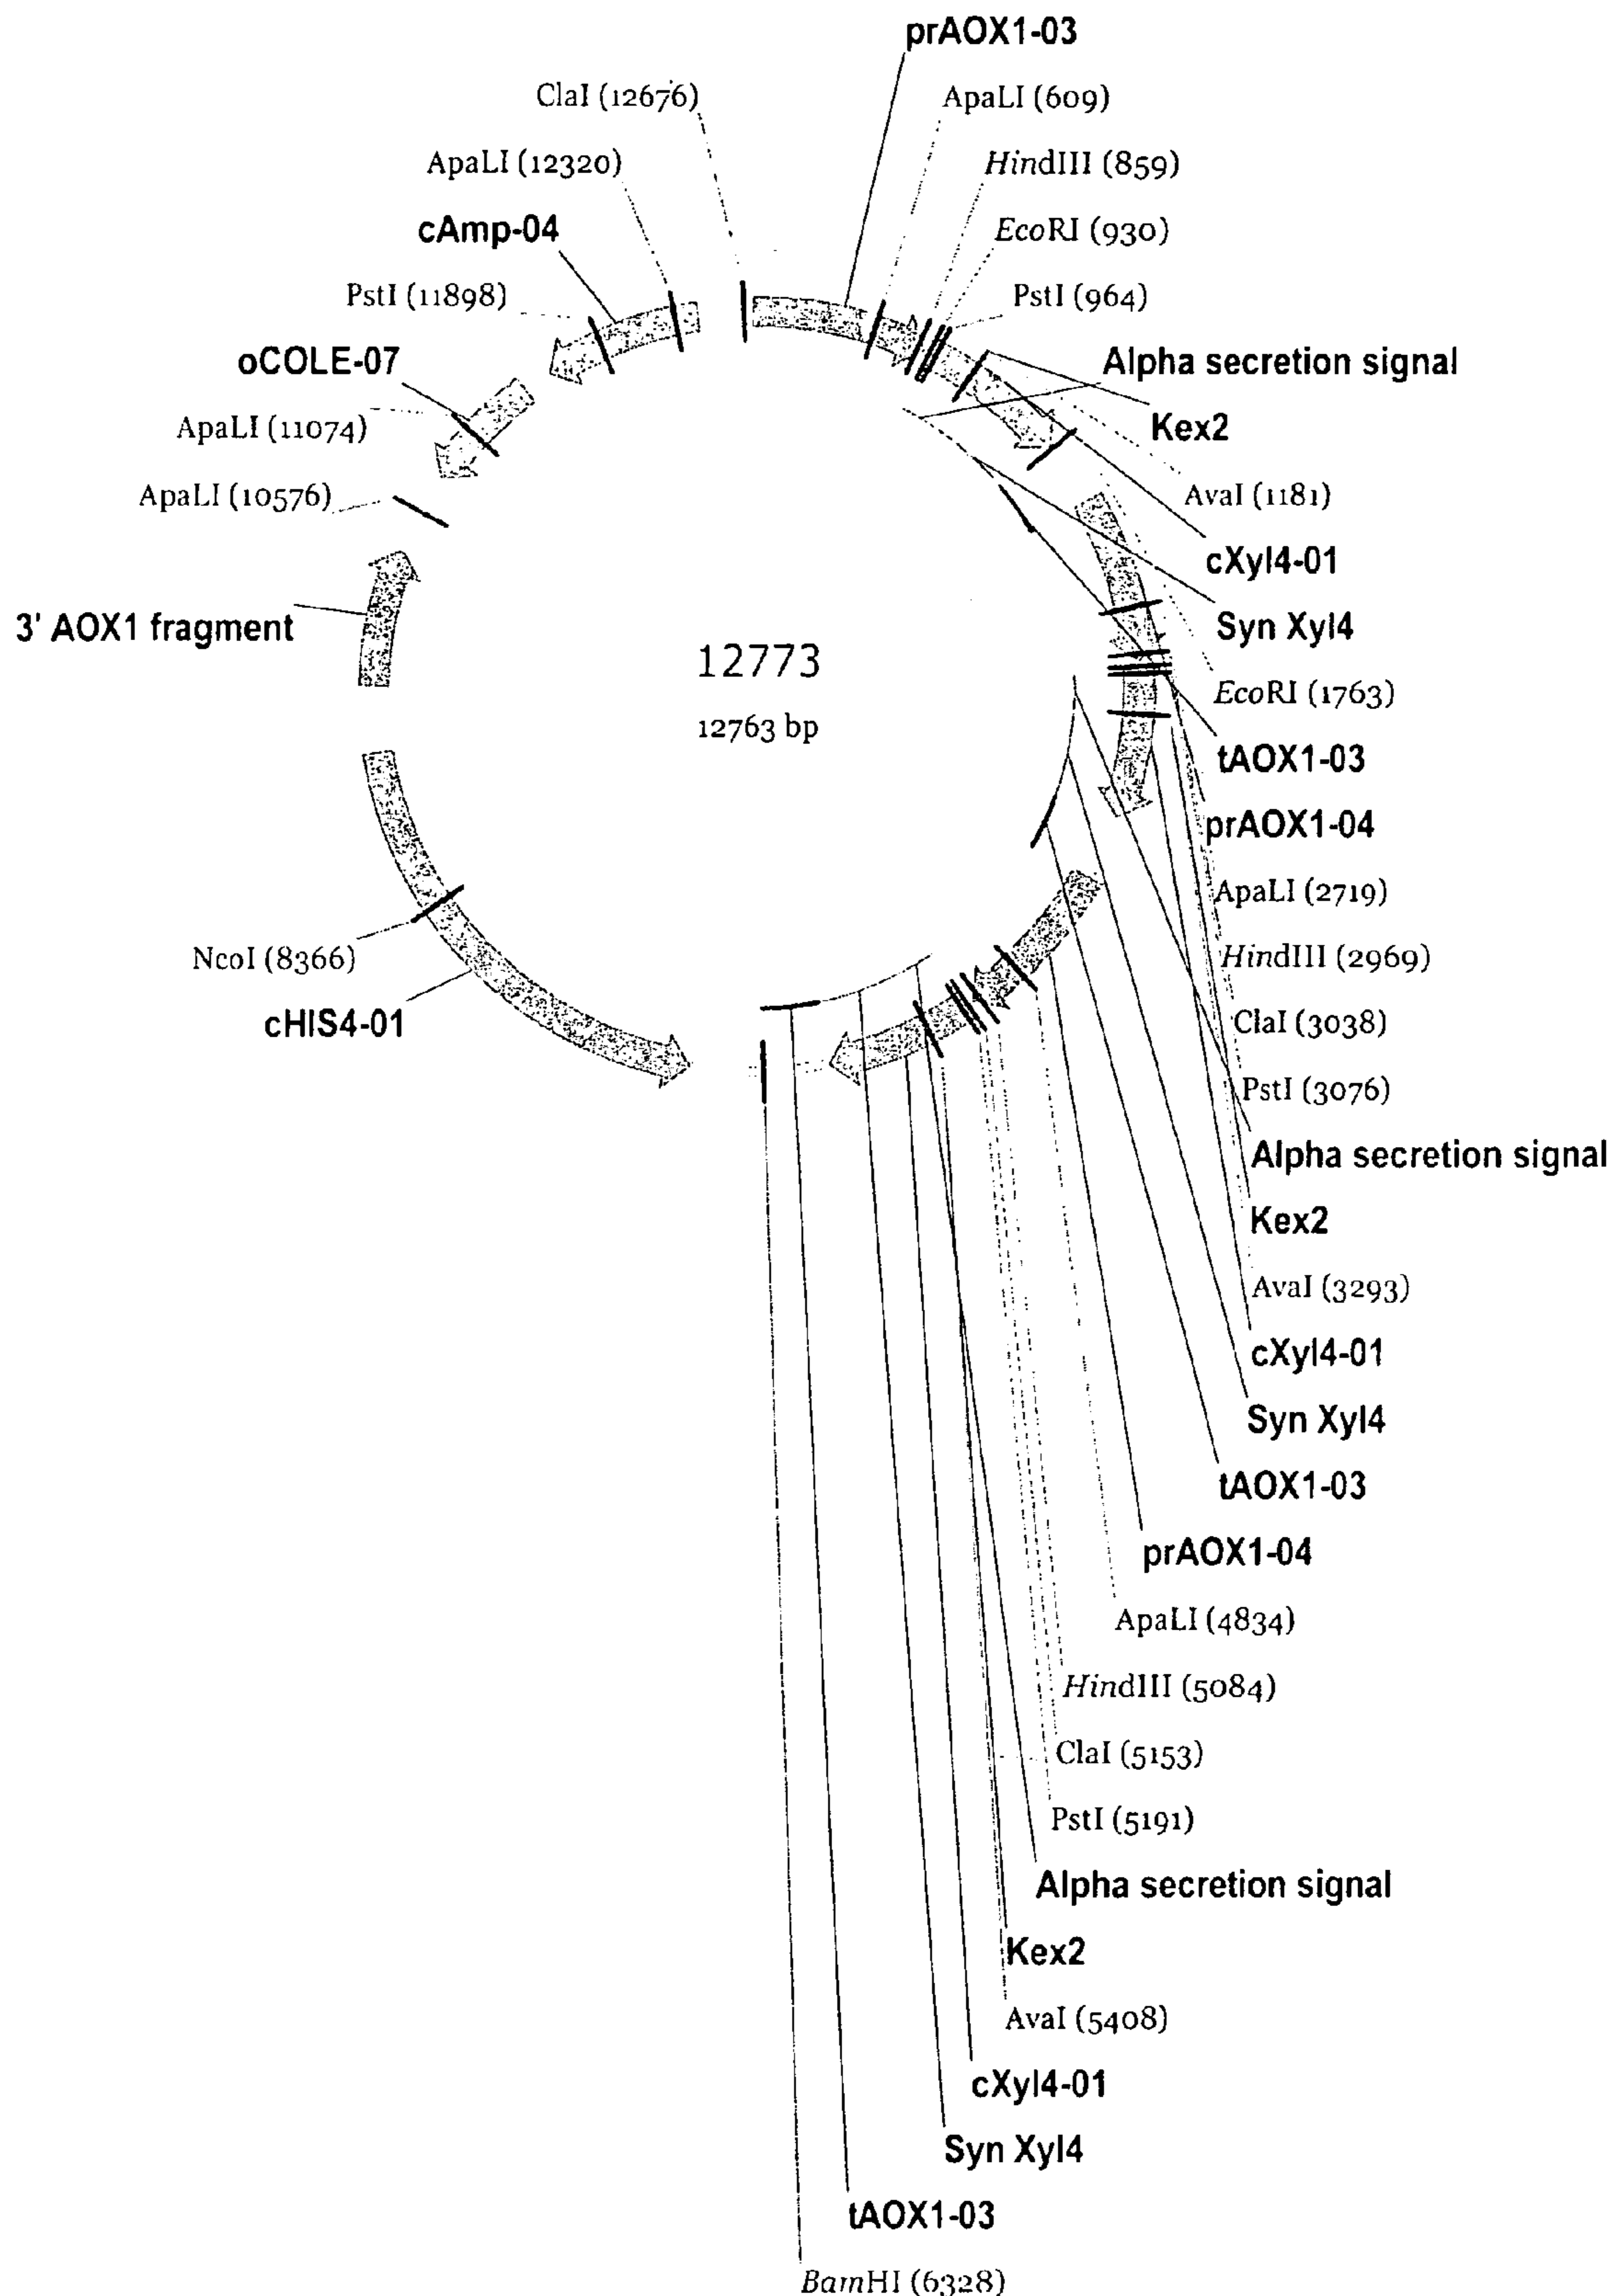 prAOX1-03
ClaI (12676)
ApaLI (609)
ApaLI (12320)
HindIII (859)
cAmp-04
EcoRI (930)
PstI (11898)
PstI (964)
oCOLE-07
Alpha secretion signal
ApaLI (11074)
Kex2
ApaLI (10576)
AvaI (1181)
cXyl4-01
3' AOX1 fragment
Syn Xyl4
12773
EcoRI (1763)
12763 bp
tAOX1-03
prAOX1-04
ApaLI (2719)
NcoI (8366)
HindIII (2969)
cHIS4-01
ClaI (3038)
PstI (3076)
Alpha secretion signal
Kex2
AvaI (3293)
cXyl4-01
Syn Xyl4
tAOX1-03
prAOX1-04
ApaLI (4834)
HindIII (5084)
ClaI (5153)
PstI (5191)
Alpha secretion signal
Kex2
AvaI (5408)
cXyl4-01
Syn Xyl4
tAOX1-03
BamHI (6328)